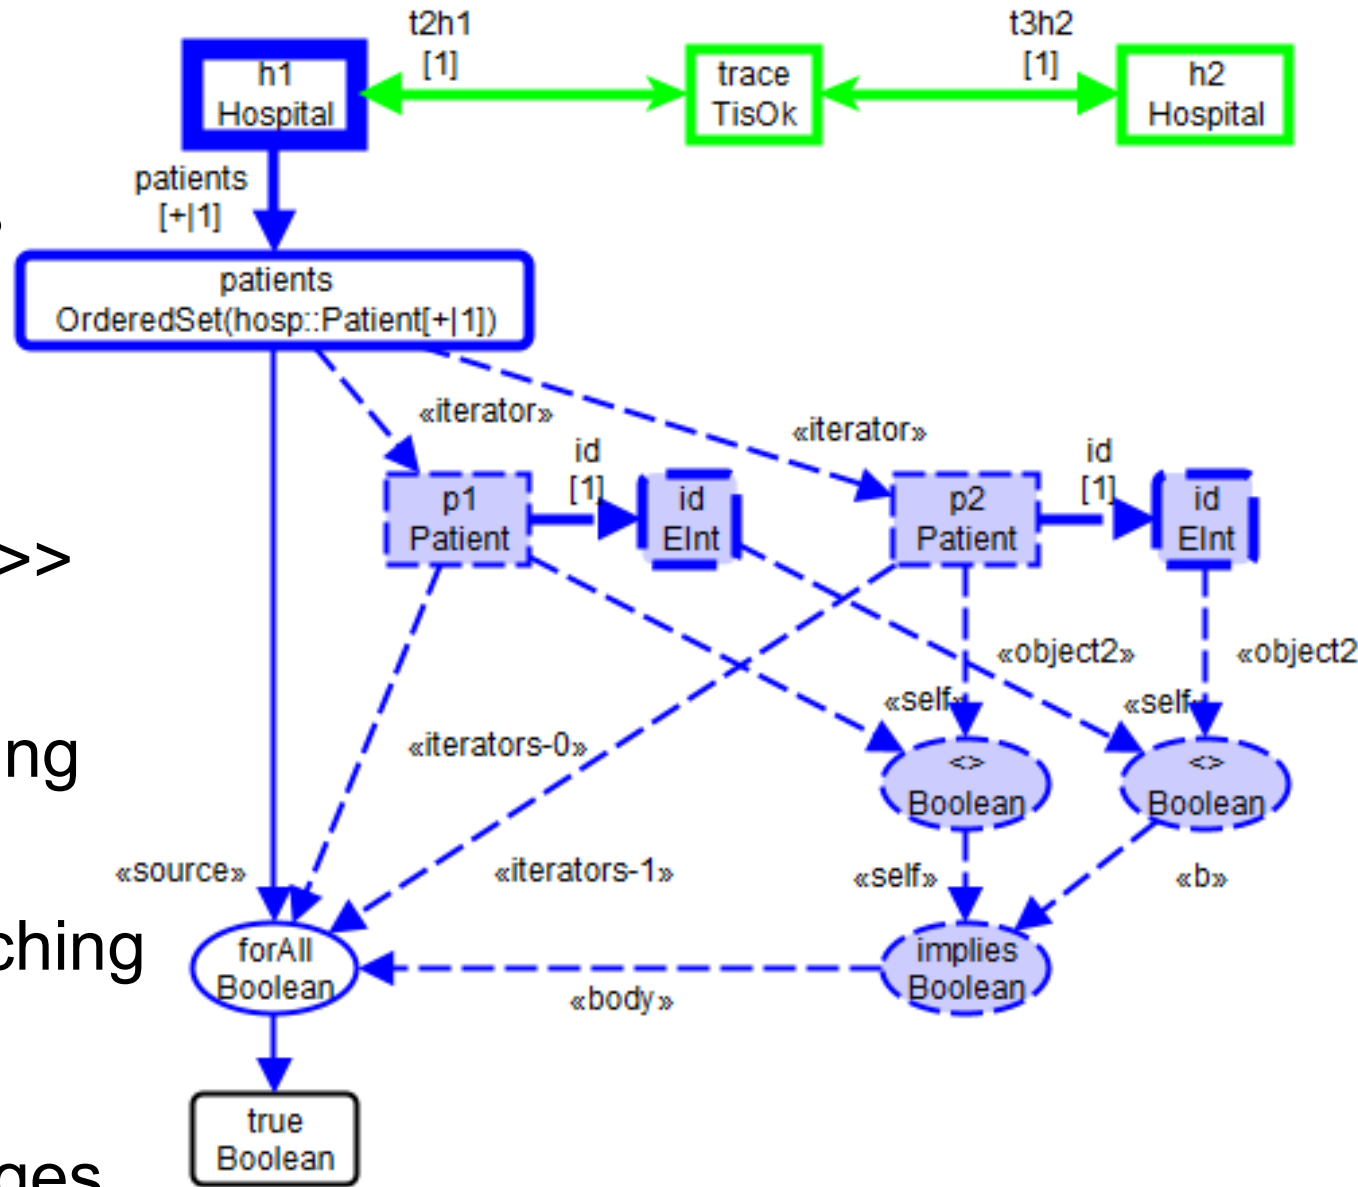 t2h1
[1]
t3h2
[1]
h1
Hospital
trace
TisOk
h2
Hospital
patients
[+|1]
patients
OrderedSet(hosp::Patient[+|1])
«iterator»
«iterator»
id
[1]
id
[1]
p1
Patient
id
EInt
p2
Patient
id
EInt
>>
«object2»
«object2
«self»
«self»
ng
«iterators-0»
<>
Boolean
<>
Boolean
«source»
«iterators-1»
«self»
«b»
ching
forAll
Boolean
implies
Boolean
«body»
true
Boolean
ges